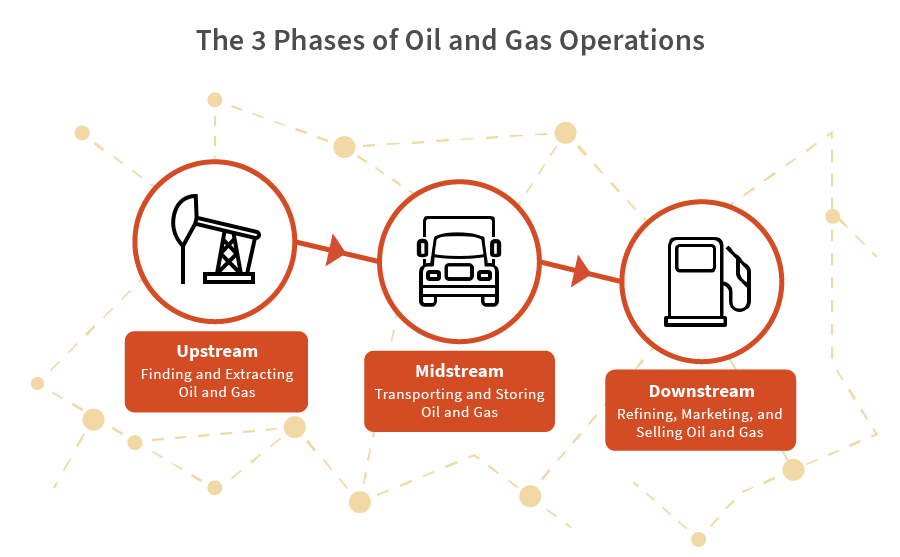 The 3 Phases of Oil and Gas Operations
Upstream
Finding and Extracting
Oil and Gas
Midstream
Transporting and Storing
Oil and Gas
Downstream
Refining, Marketing, and
Selling Oil and Gas